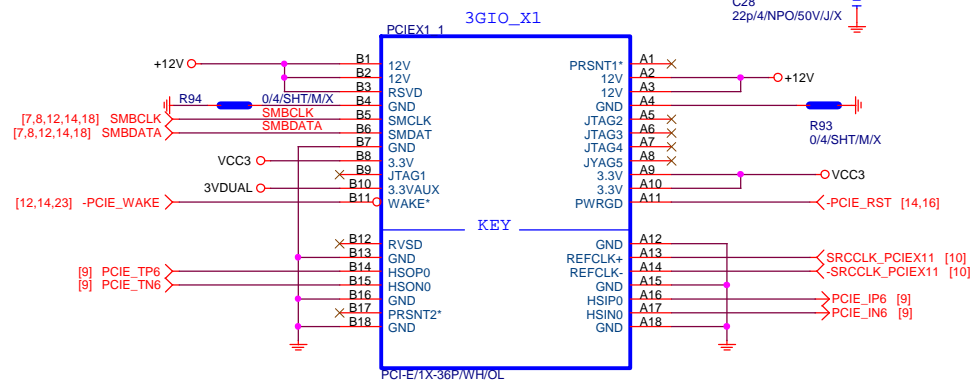 C28
22p/4/NPO/50V/J/X
3GIO_X1
PCIEX1_1
+12V B1 12V PRSNT1* A1
B2 12V 12V A2 +12V
B3 RSVD 12V A3
R94 0/4/SHT/M/X B4 GND GND A4
[7,8,12,14,18] SMBCLK SMBCLK B5 SMCLK JTAG2 A5
R93
[7,8,12,14,18] SMBDATA SMBDATA B6 SMDAT JTAG3 A6
0/4/SHT/M/X
B7 GND JTAG4 A7
VCC3 B8 3.3V JYAG5 A8
B9 JTAG1 3.3V A9 VCC3
3VDUAL B10 3.3VAUX 3.3V A10
[12,14,23] -PCIE_WAKE B11 WAKE* PWRGD A11 -PCIE_RST [14,16]
KEY
B12 RVSD GND A12
B13 GND REFCLK+ A13 SRCCLK_PCIEX11 [10]
[9] PCIE_TP6 B14 HSOP0 REFCLK- A14 -SRCCLK_PCIEX11 [10]
[9] PCIE_TN6 B15 HSON0 GND A15
B16 GND HSIP0 A16 PCIE_IP6 [9]
B17 PRSNT2* HSIN0 A17 PCIE_IN6 [9]
B18 GND GND A18
PCI-E/1X-36P/WH/OL